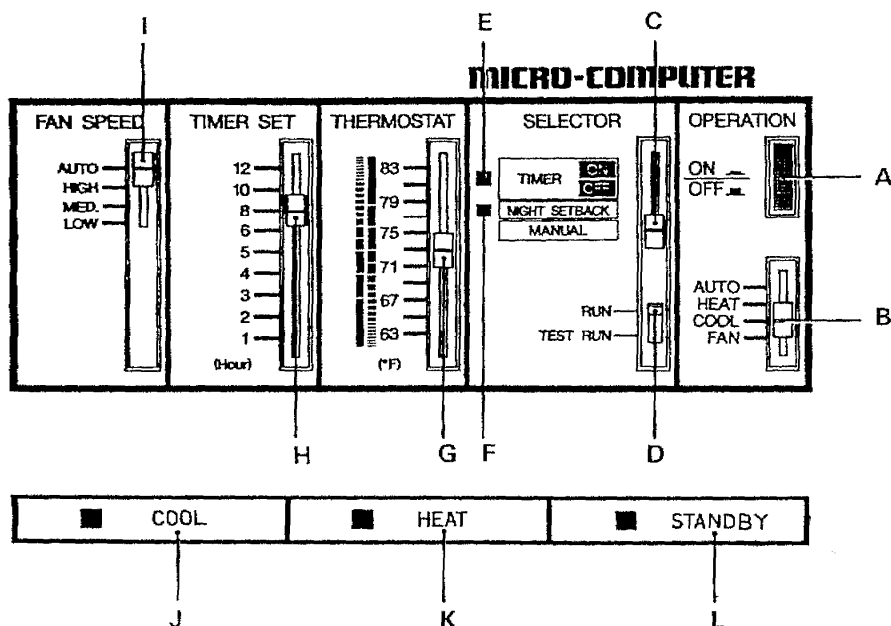 I E C
MICRO-COMPUTER
FAN SPEED
AUTO
HIGH
MED.
LOW
TIMER SET
12
10
8
6
5
4
3
2
1
(Hour)
THERMOSTAT
83
79
75
71
67
63
(°F)
SELECTOR
TIMER ON
OFF
NIGHT SETBACK
MANUAL
RUN
TEST RUN
OPERATION
ON
OFF
AUTO
HEAT
COOL
FAN
A
B
H G F D
COOL HEAT STANDBY
J K L